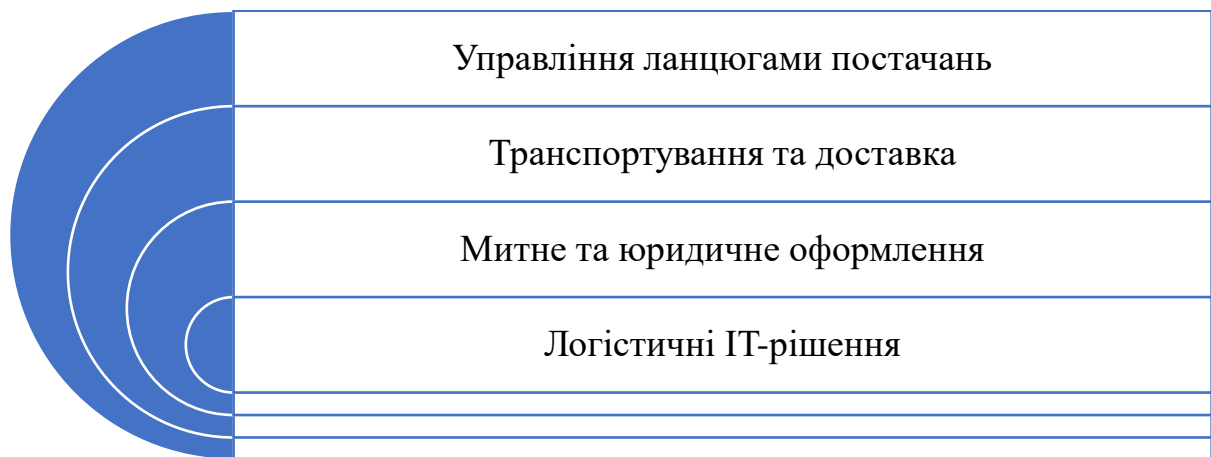 Управління ланцюгами постачань
Транспортування та доставка
Митне та юридичне оформлення
Логістичні ІТ-рішення